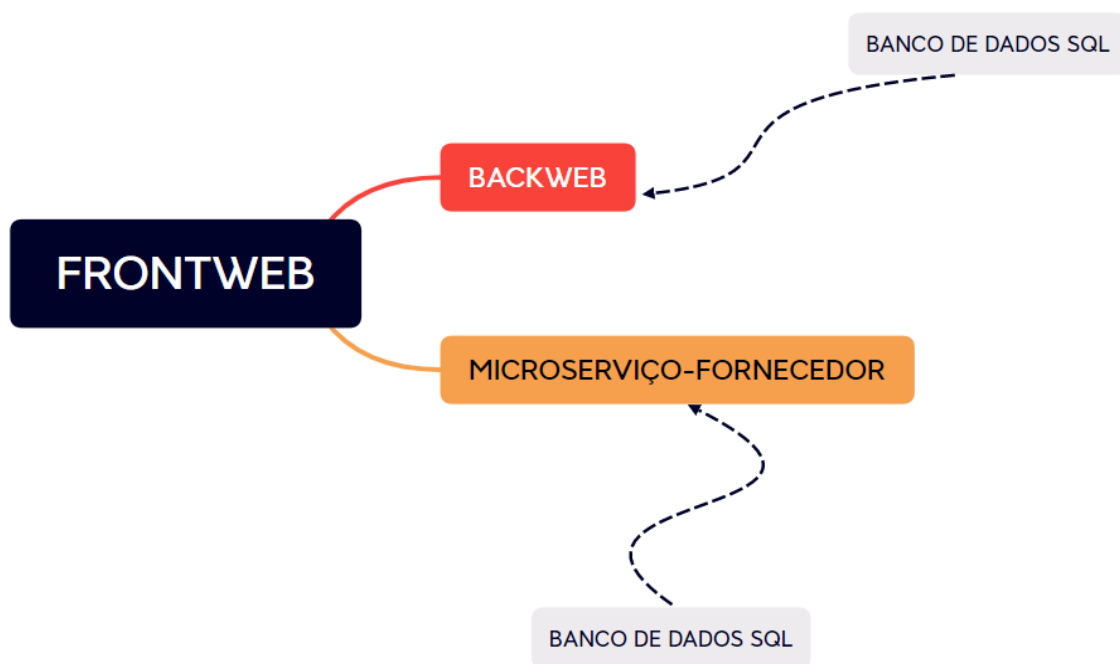 BANCO DE DADOS SQL
BACKWEB
FRONTWEB
MICROSERVIÇO-FORNECEDOR
BANCO DE DADOS SQL